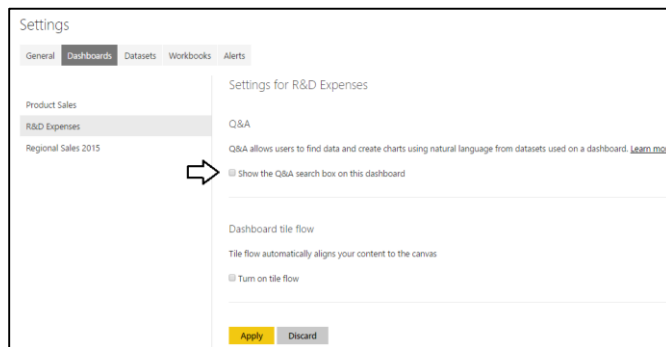 Settings
General Dashboards Datasets Workbooks Alerts
Product Sales
R&D Expenses
Regional Sales 2015
Settings for R&D Expenses
Q&A
Q&A allows users to find data and create charts using natural language from datasets used on a dashboard. Learn mor
Show the Q&A search box on this dashboard
Dashboard tile flow
Tile flow automatically aligns your content to the canvas
Turn on tile flow
Apply Discard